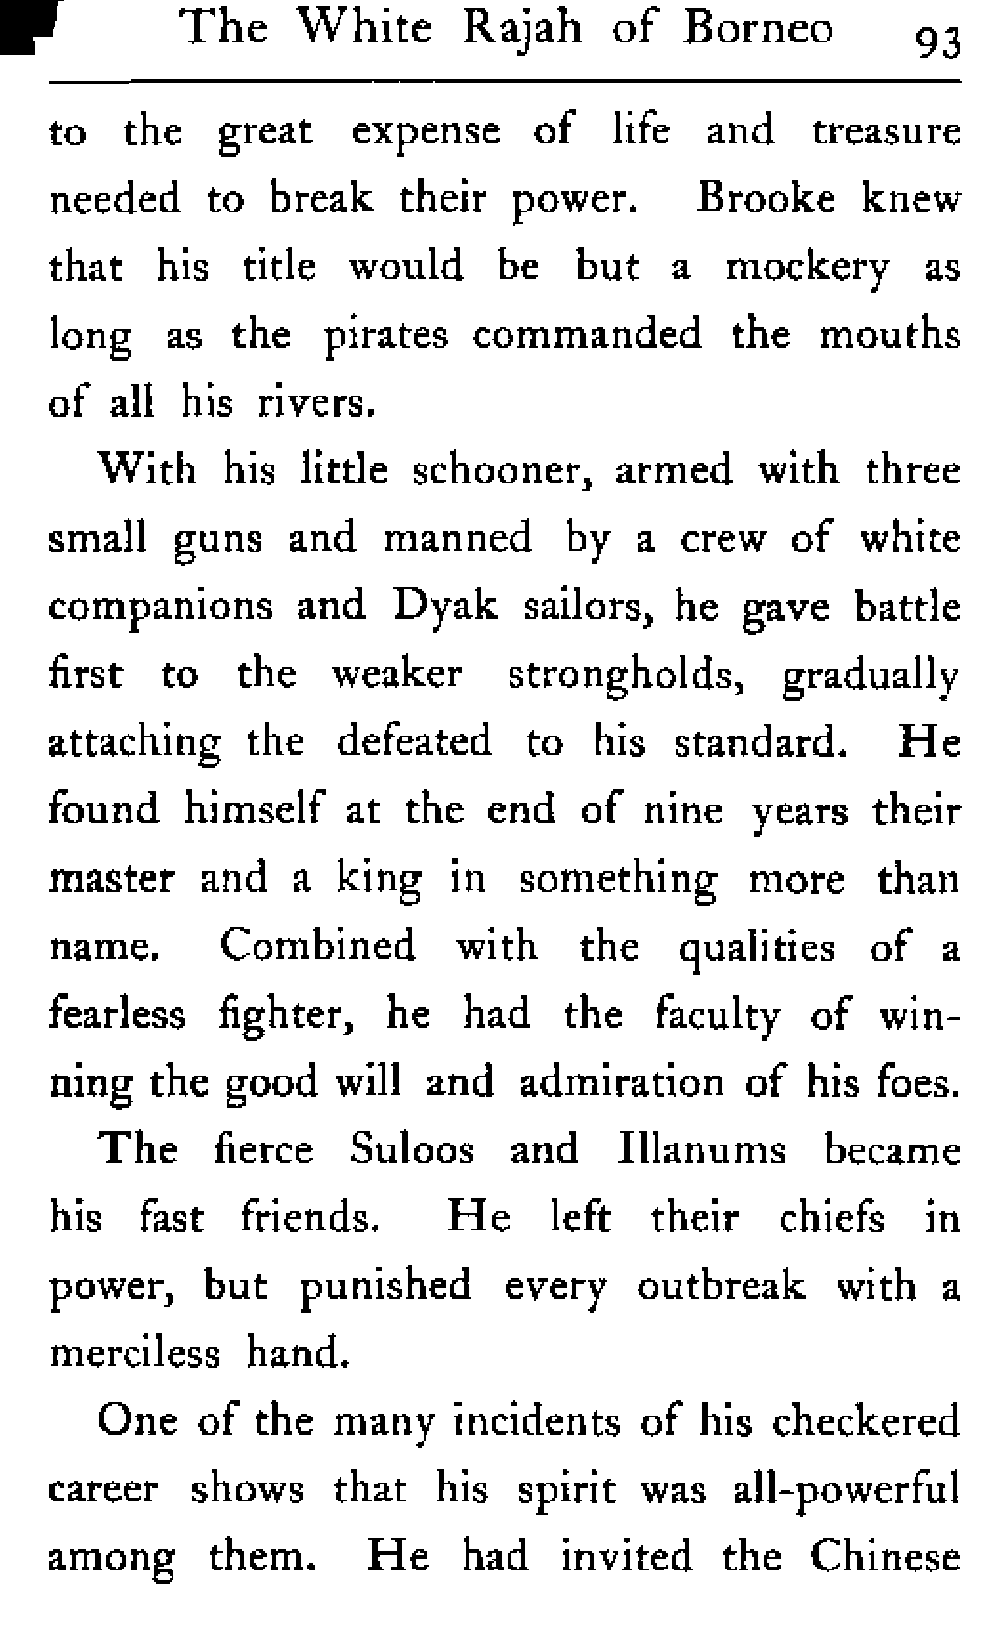 The White Rajah of Borneo 93
to the great expense of life and treasure
needed to break their power. Brooke knew
that his title would be but a mockery as
long as the pirates commanded the mouths
of all his rivers.
With his little schooner, armed with three
small guns and manned by a crew of white
companions and Dyak sailors, he gave battle
first to the weaker strongholds, gradually
attaching the defeated to his standard. He
found himself at the end of nine years their
master and a king in something more than
name. Combined with the qualities of a
fearless fighter, he had the faculty of win-
ning the good will and admiration of his foes.
The fierce Suloos and Illanums became
his fast friends. He left their chiefs in
power, but punished every outbreak with a
merciless hand.
One of the many incidents of his checkered
career shows that his spirit was all-powerful
among them. He had invited the Chinese